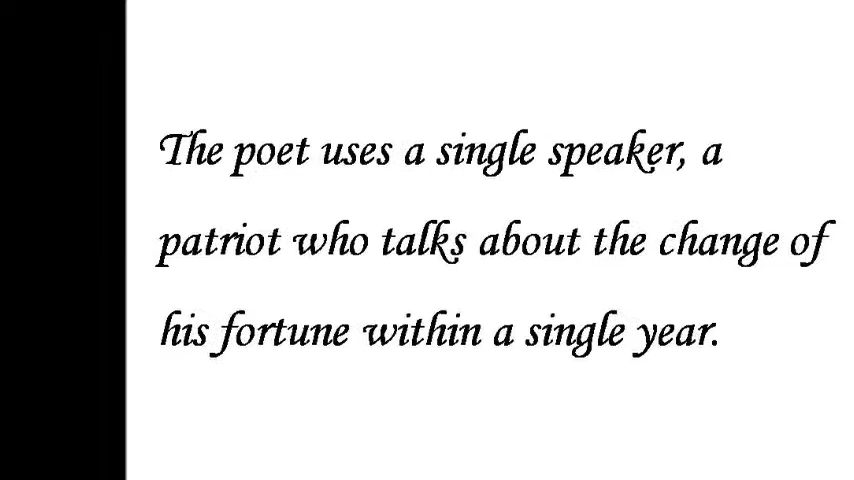 The poet uses a single speaker, a
patriot who talks about the change of
his fortune within a single year.